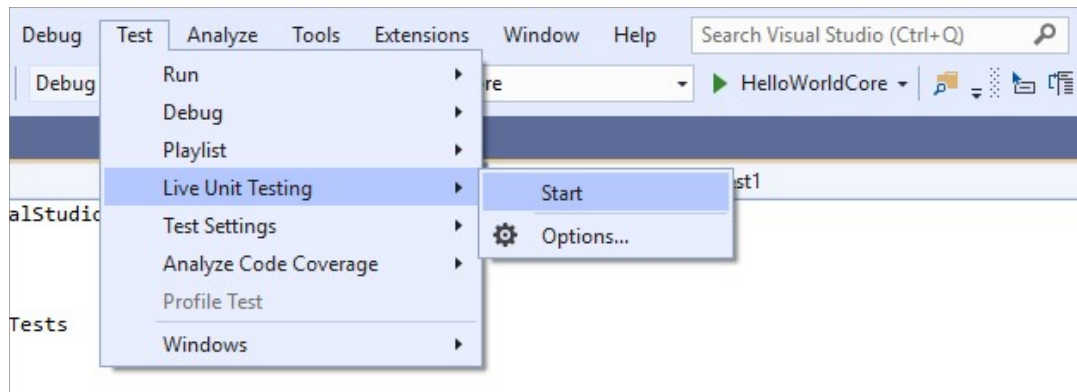 Debug Test Analyze Tools Extensions Window Help Search Visual Studio (Ctrl+Q)
Debug re HelloWorldCore
Run
Debug
Playlist
Live Unit Testing
Start
st1
alStudio
Test Settings
Options...
Analyze Code Coverage
Profile Test
Tests
Windows